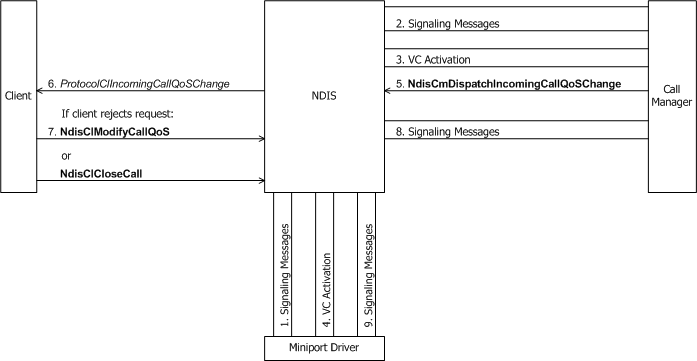 2. Signaling Messages
3. VC Activation
6. ProtocolClIncomingCallQoSChange
5. NdisCmDispatchIncomingCallQoSChange
Client
NDIS
Call
Manager
If client rejects request:
7. NdisClModifyCallQoS
8. Signaling Messages
or
NdisClCloseCall
1. Signaling Messages
4. VC Activation
9. Signaling Messages
Miniport Driver